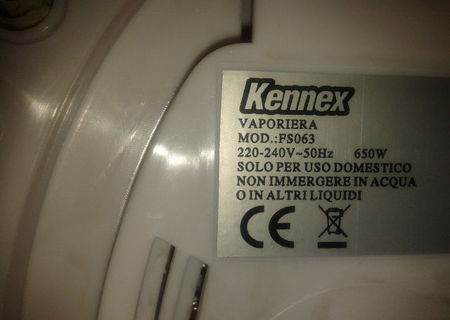 Kennex
VAPORIERA
MOD.:FS063
220-240V~50Hz 650W
SOLO PER USO DOMESTICO
NON IMMERGERE IN ACQUA
O IN ALTRI LIQUIDI
CE